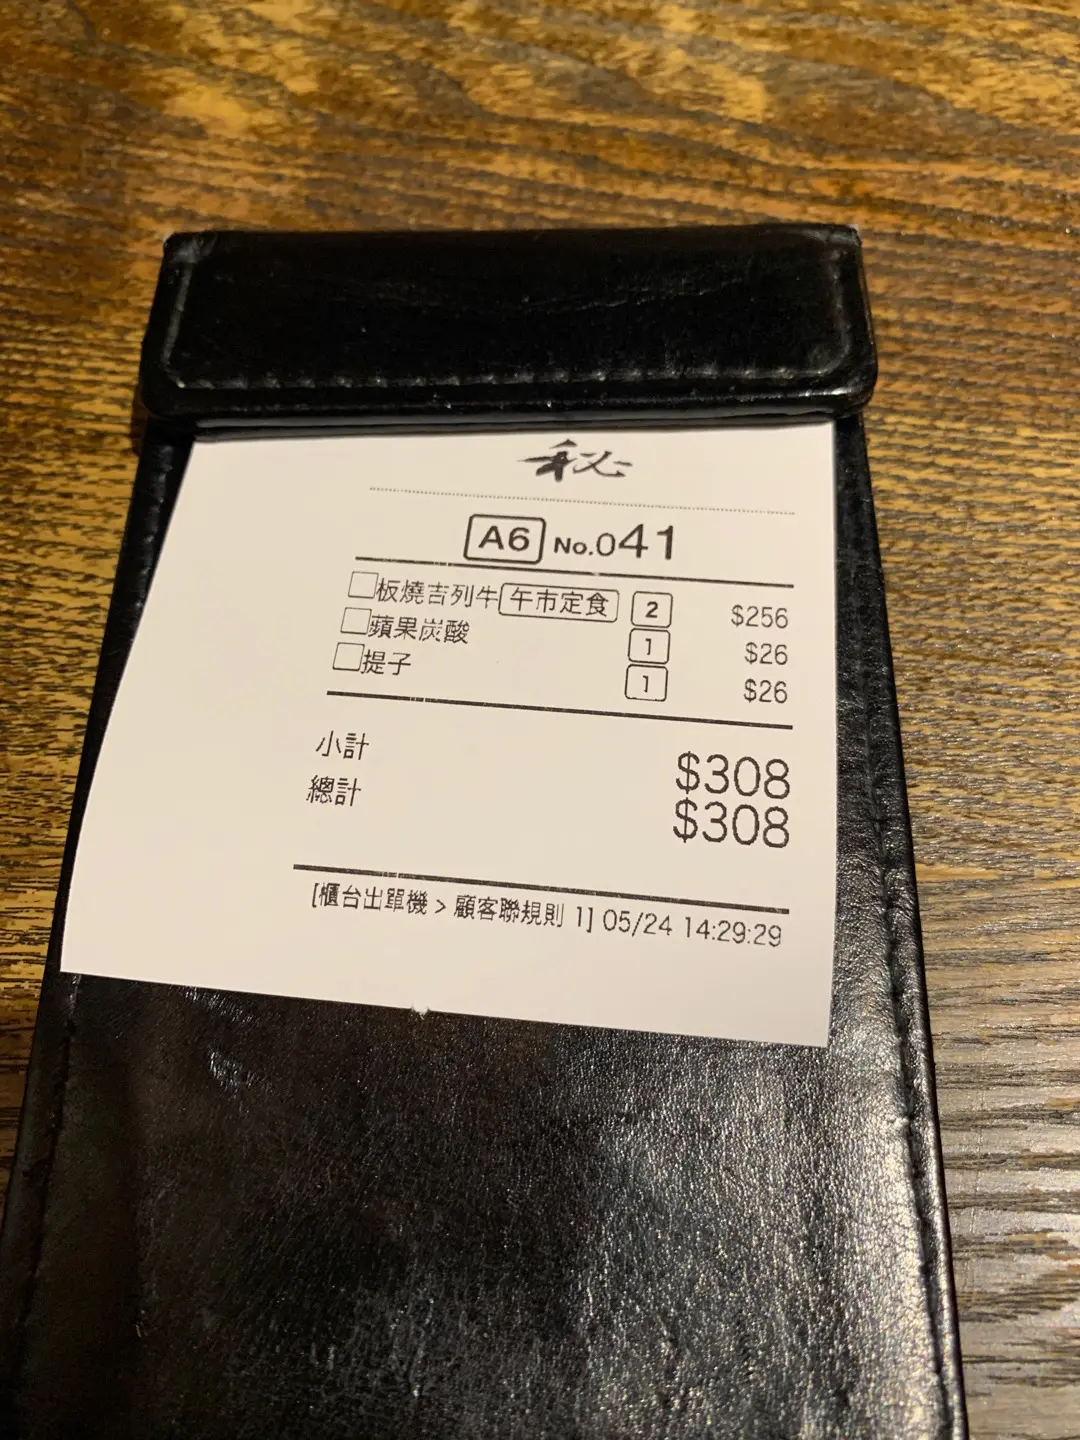 秘
A6 No.041
板燒吉列牛 午市定食 2 $256
蘋果炭酸 1 $26
提子 1 $26
小計 $308
總計 $308
[櫃台出單機 > 顧客聯規則 1] 05/24 14:29:29